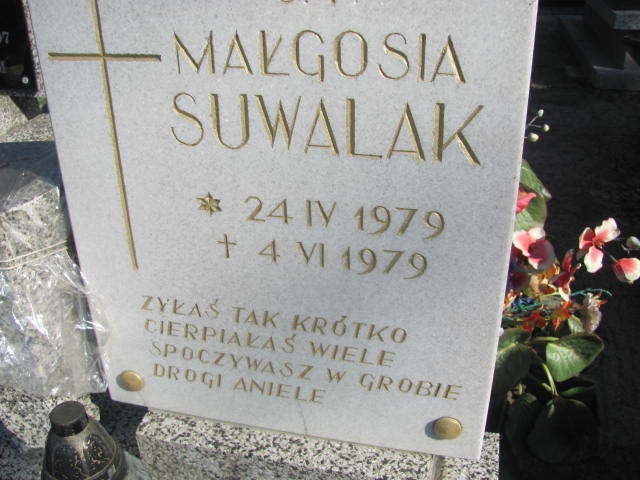 MAŁGOSIA
SUWALAK
* 24 IV 1979
† 4 VI 1979
ŻYŁAŚ TAK KRÓTKO
CIERPIAŁAŚ WIELE
SPOCZYWASZ W GROBIE
DROGI ANIELE